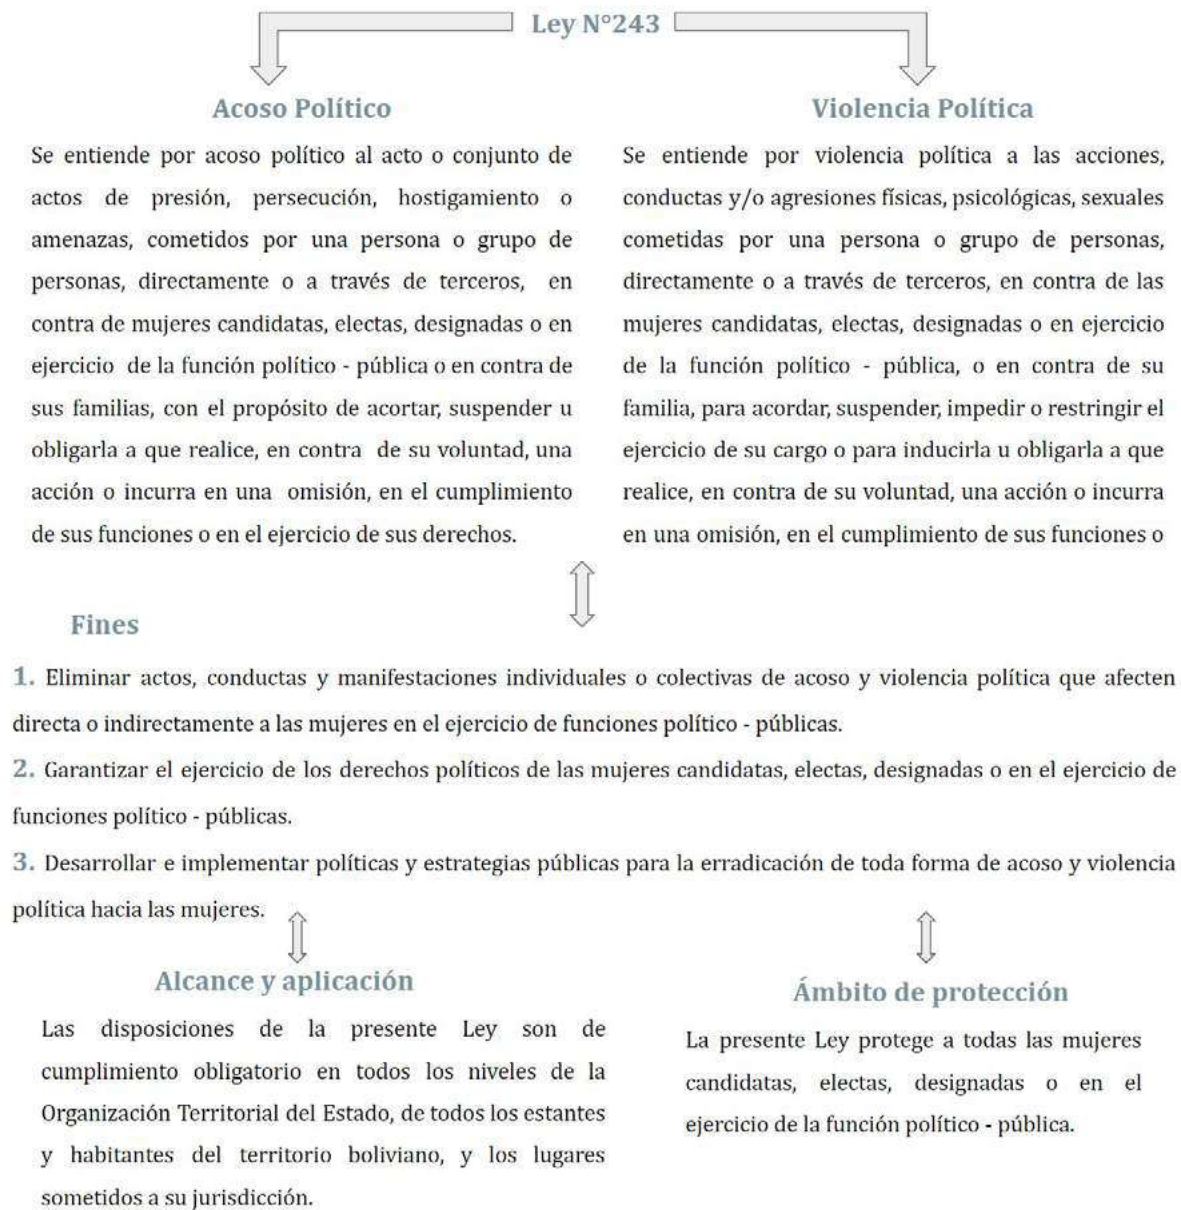 Ley N°243
Acoso Político
Se entiende por acoso político al acto o conjunto de
actos de presión, persecución, hostigamiento o
amenazas, cometidos por una persona o grupo de
personas, directamente o a través de terceros, en
contra de mujeres candidatas, electas, designadas o en
ejercicio de la función político - pública o en contra de
sus familias, con el propósito de acortar, suspender u
obligarla a que realice, en contra de su voluntad, una
acción o incurra en una omisión, en el cumplimiento
de sus funciones o en el ejercicio de sus derechos.
Violencia Política
Se entiende por violencia política a las acciones,
conductas y/o agresiones físicas, psicológicas, sexuales
cometidas por una persona o grupo de personas,
directamente o a través de terceros, en contra de las
mujeres candidatas, electas, designadas o en ejercicio
de la función político - pública, o en contra de su
familia, para acordar, suspender, impedir o restringir el
ejercicio de su cargo o para inducirla u obligarla a que
realice, en contra de su voluntad, una acción o incurra
en una omisión, en el cumplimiento de sus funciones o
Fines
1. Eliminar actos, conductas y manifestaciones individuales o colectivas de acoso y violencia política que afecten
directa o indirectamente a las mujeres en el ejercicio de funciones político - públicas.
2. Garantizar el ejercicio de los derechos políticos de las mujeres candidatas, electas, designadas o en el ejercicio de
funciones político - públicas.
3. Desarrollar e implementar políticas y estrategias públicas para la erradicación de toda forma de acoso y violencia
política hacia las mujeres.
Alcance y aplicación
Las disposiciones de la presente Ley son de
cumplimiento obligatorio en todos los niveles de la
Organización Territorial del Estado, de todos los estantes
y habitantes del territorio boliviano, y los lugares
sometidos a su jurisdicción.
Ámbito de protección
La presente Ley protege a todas las mujeres
candidatas, electas, designadas o en el
ejercicio de la función político - pública.